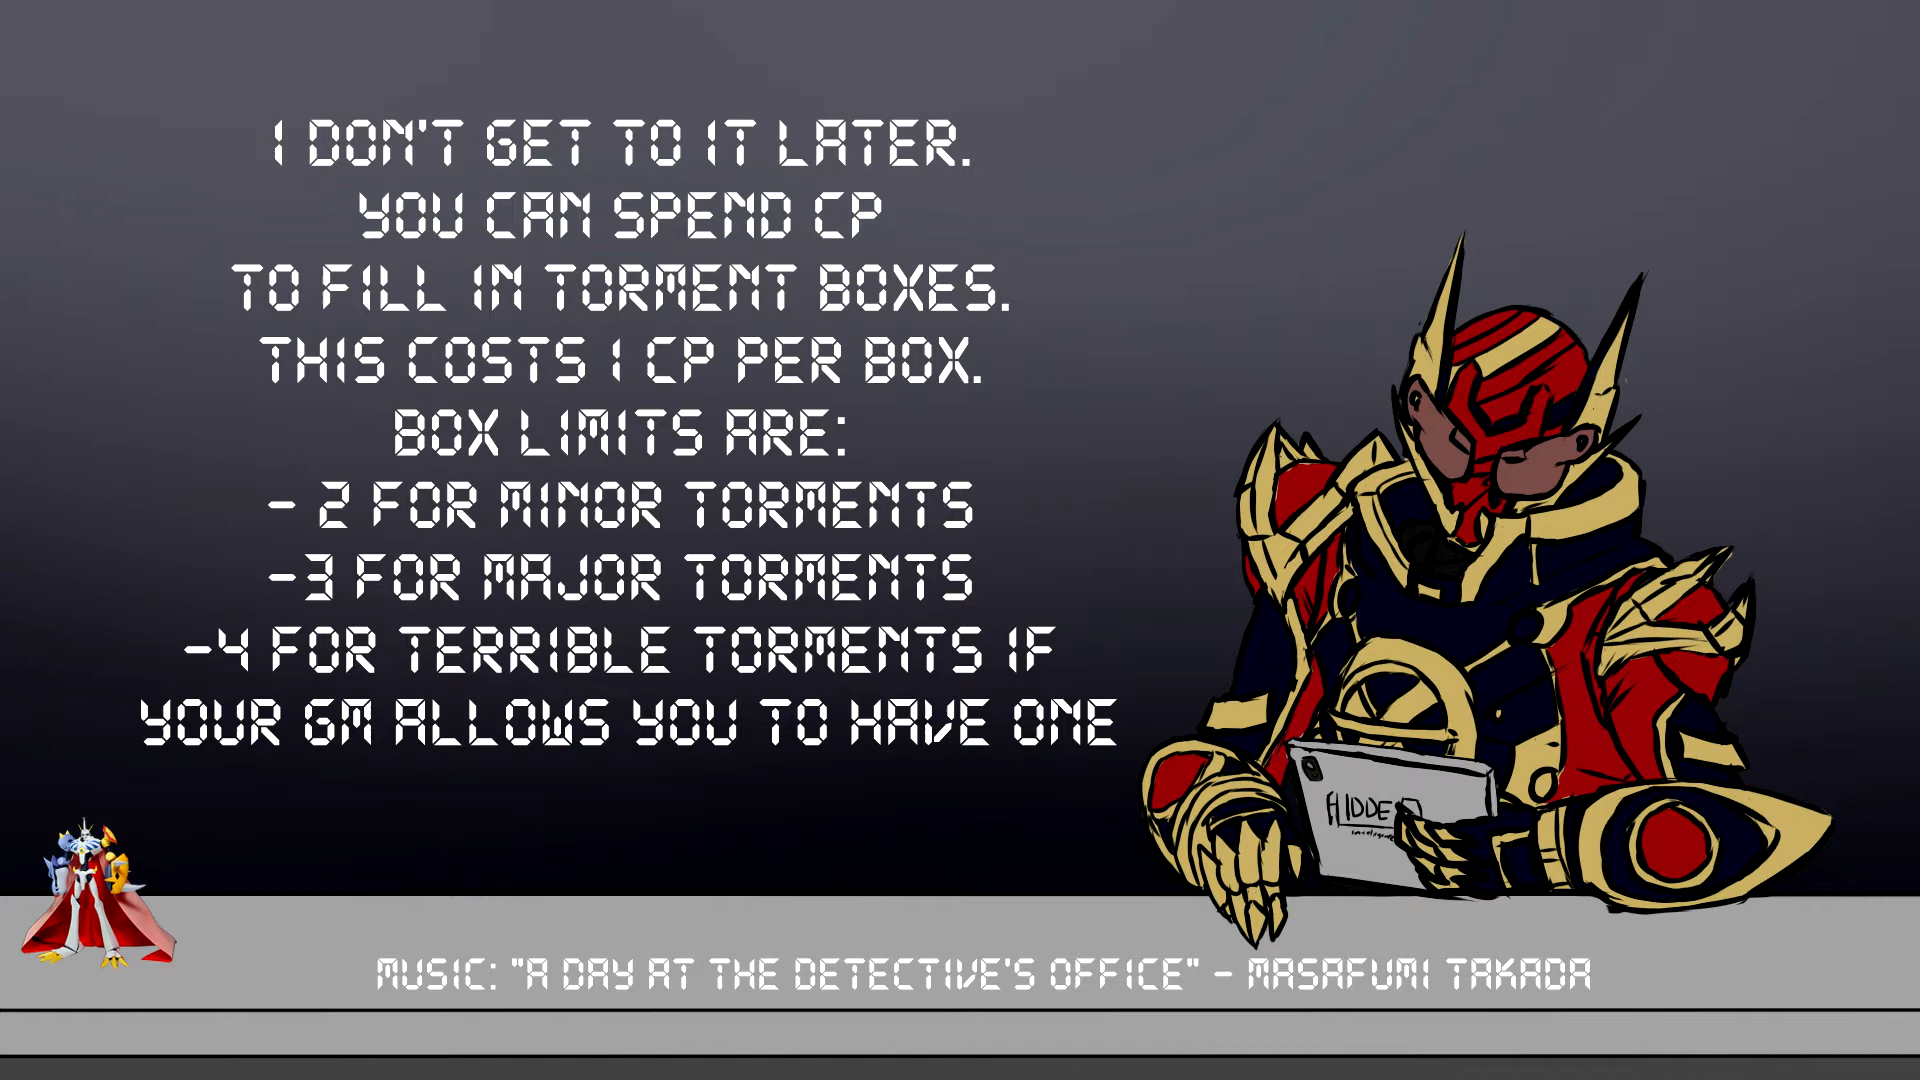 I DON'T GET TO IT LATER.
YOU CAN SPEND CP
TO FILL IN TORMENT BOXES.
THIS COSTS 1 CP PER BOX.
BOX LIMITS ARE:
- 2 FOR MINOR TORMENTS
-3 FOR MAJOR TORMENTS
-4 FOR TERRIBLE TORMENTS IF
YOUR GM ALLOWS YOU TO HAVE ONE
HIDDE
MUSIC: "A DAY AT THE DETECTIVE'S OFFICE" - MASAFUMI TAKADA